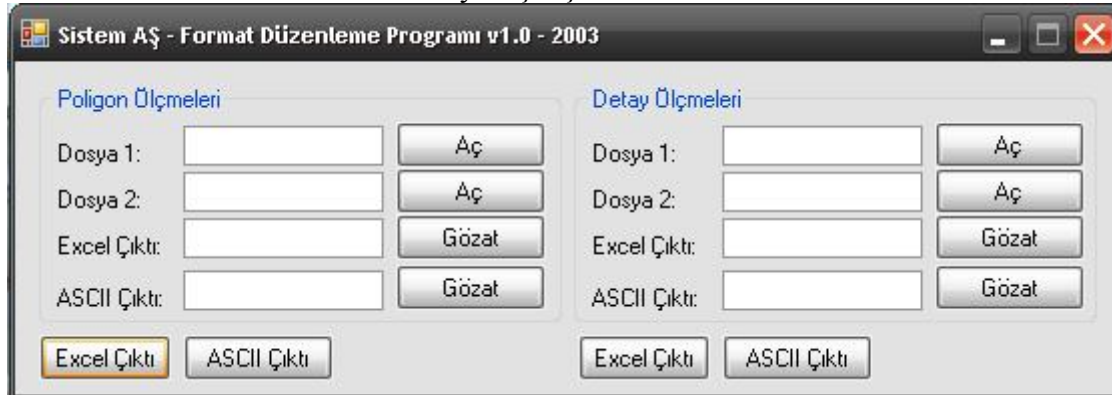 Sistem AŞ - Format Düzenleme Programı v1.0 - 2003
Poligon Ölçmeleri
Dosya 1: Aç
Dosya 2: Aç
Excel Çıktı: Gözat
ASCII Çıktı: Gözat
Excel Çıktı ASCII Çıktı
Detay Ölçmeleri
Dosya 1: Aç
Dosya 2: Aç
Excel Çıktı: Gözat
ASCII Çıktı: Gözat
Excel Çıktı ASCII Çıktı